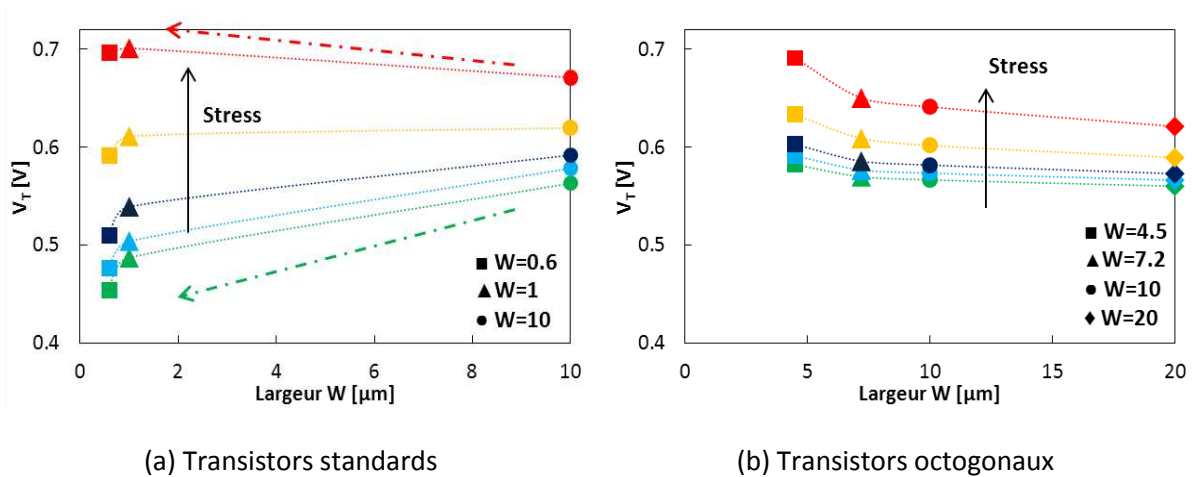 0.7
0.6
0.5
0.4
V_T [V]
Stress
W=0.6
W=1
W=10
0 2 4 6 8 10
Largeur W [µm]
(a) Transistors standards
0.7
0.6
0.5
0.4
V_T [V]
Stress
W=4.5
W=7.2
W=10
W=20
0 5 10 15 20
Largeur W [µm]
(b) Transistors octogonaux